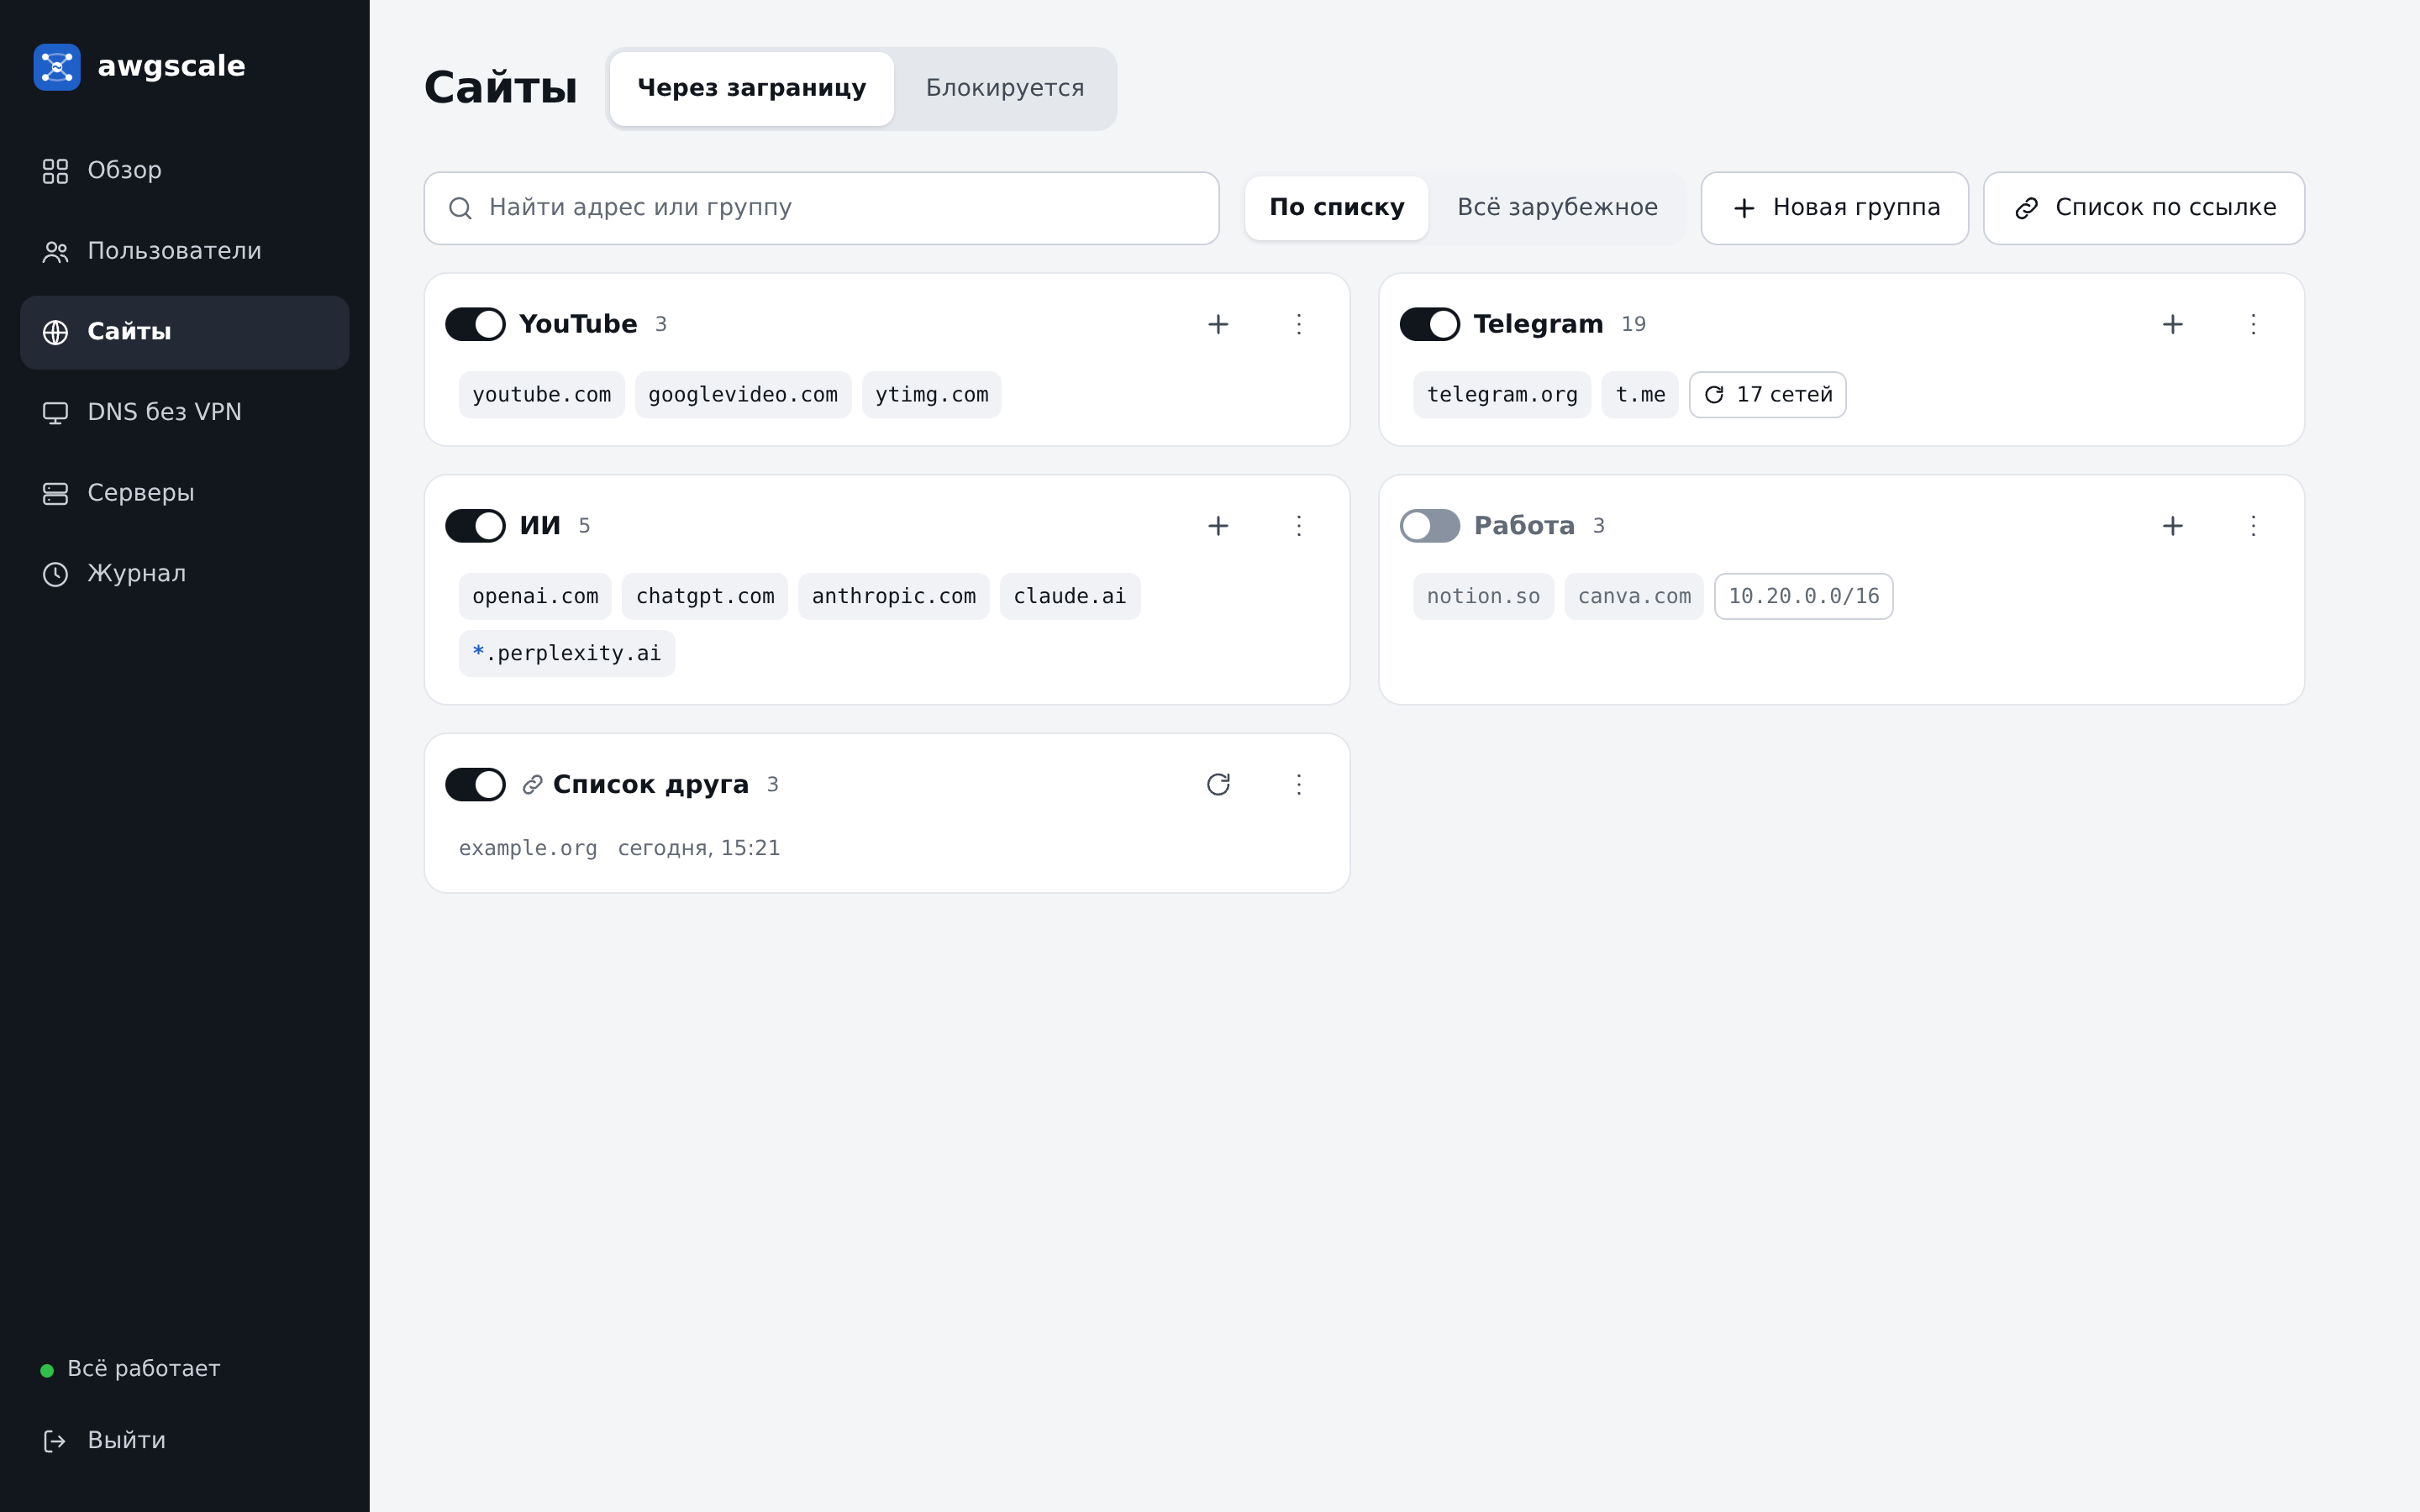 awgscale
Обзор
Пользователи
Сайты
DNS без VPN
Серверы
Журнал
Всё работает
Выйти
Сайты Через заграницу Блокируется
Найти адрес или группу По списку Всё зарубежное Новая группа Список по ссылке
YouTube 3
youtube.com googlevideo.com ytimg.com
Telegram 19
telegram.org t.me 17 сетей
ИИ 5
openai.com chatgpt.com anthropic.com claude.ai
*.perplexity.ai
Работа 3
notion.so canva.com 10.20.0.0/16
Список друга 3
example.org сегодня, 15:21